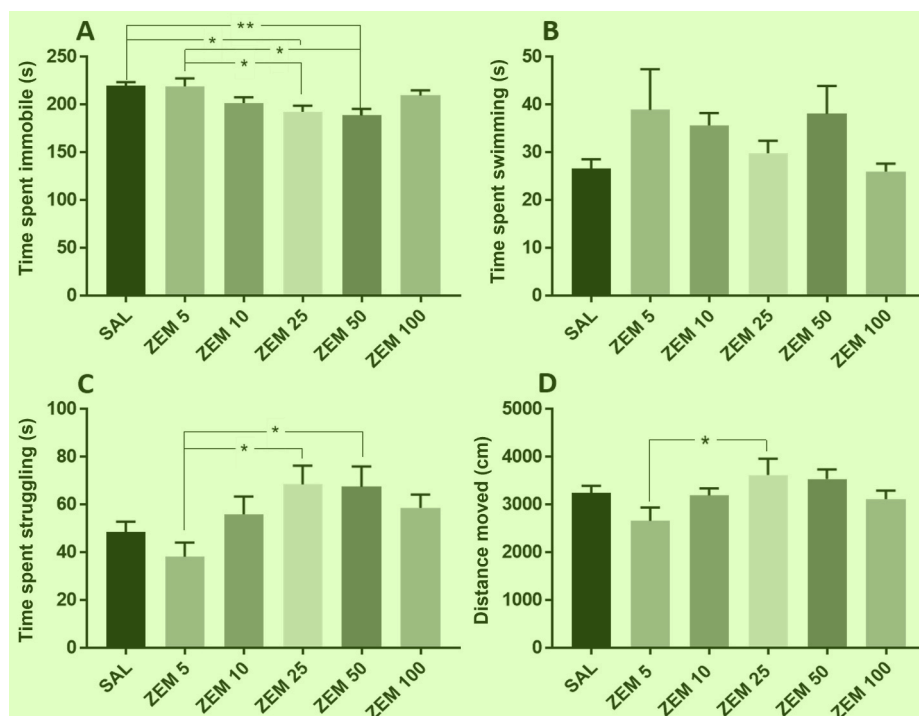 A
**
*
*
*
Time spent immobile (s)
250
200
150
100
50
0
SAL
ZEM 5
ZEM 10
ZEM 25
ZEM 50
ZEM 100
B
Time spent swimming (s)
50
40
30
20
10
0
SAL
ZEM 5
ZEM 10
ZEM 25
ZEM 50
ZEM 100
C
*
*
Time spent struggling (s)
100
80
60
40
20
0
SAL
ZEM 5
ZEM 10
ZEM 25
ZEM 50
ZEM 100
D
*
Distance moved (cm)
5000
4000
3000
2000
1000
0
SAL
ZEM 5
ZEM 10
ZEM 25
ZEM 50
ZEM 100